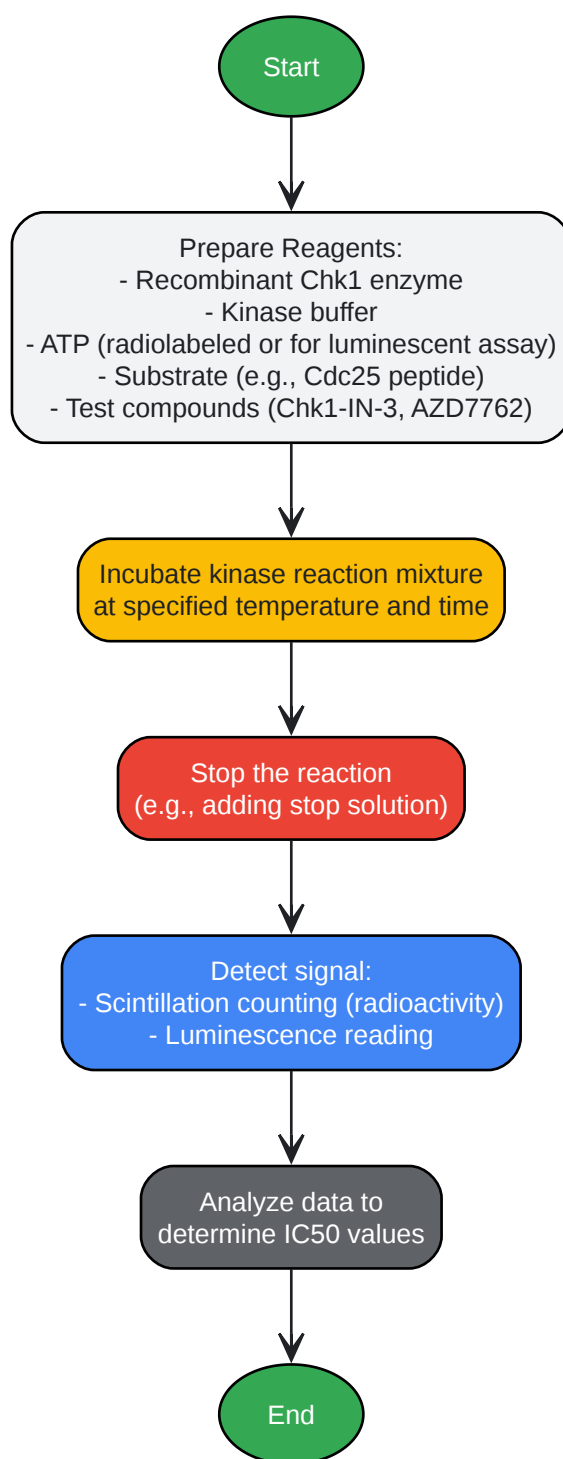 Start
Prepare Reagents:
- Recombinant Chk1 enzyme
- Kinase buffer
- ATP (radiolabeled or for luminescent assay)
- Substrate (e.g., Cdc25 peptide)
- Test compounds (Chk1-IN-3, AZD7762)
Incubate kinase reaction mixture
at specified temperature and time
Stop the reaction
(e.g., adding stop solution)
Detect signal:
- Scintillation counting (radioactivity)
- Luminescence reading
Analyze data to
determine IC50 values
End